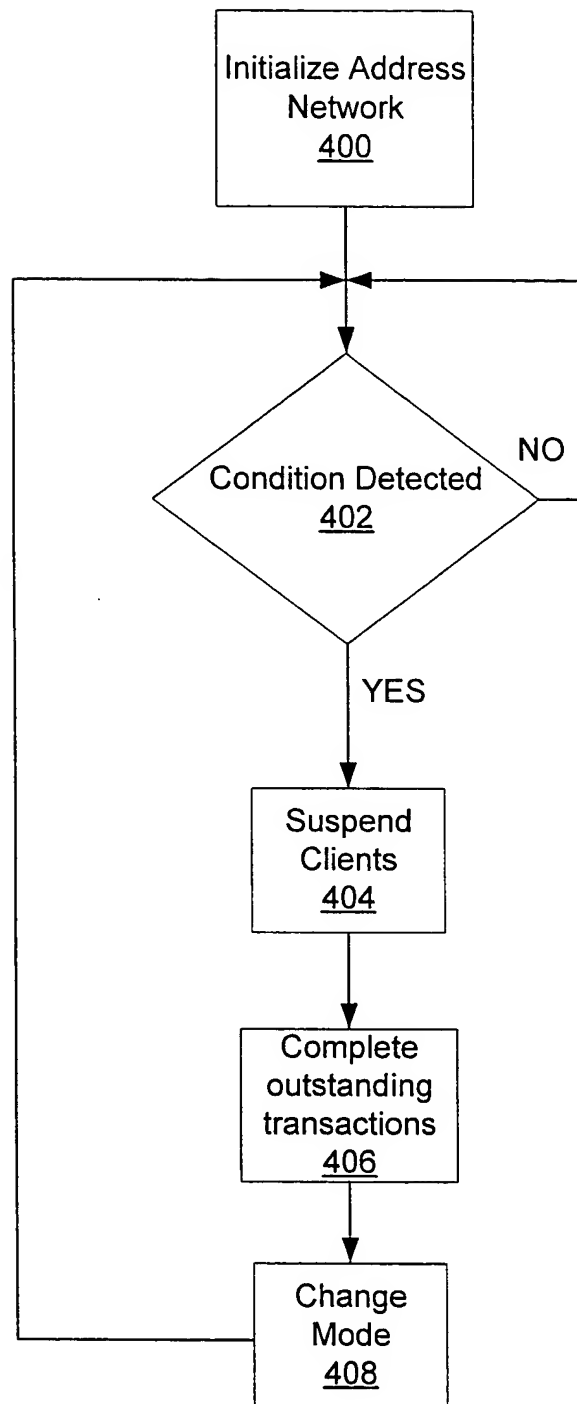 Initialize Address
Network
400
Condition Detected
402
NO
YES
Suspend
Clients
404
Complete
outstanding
transactions
406
Change
Mode
408